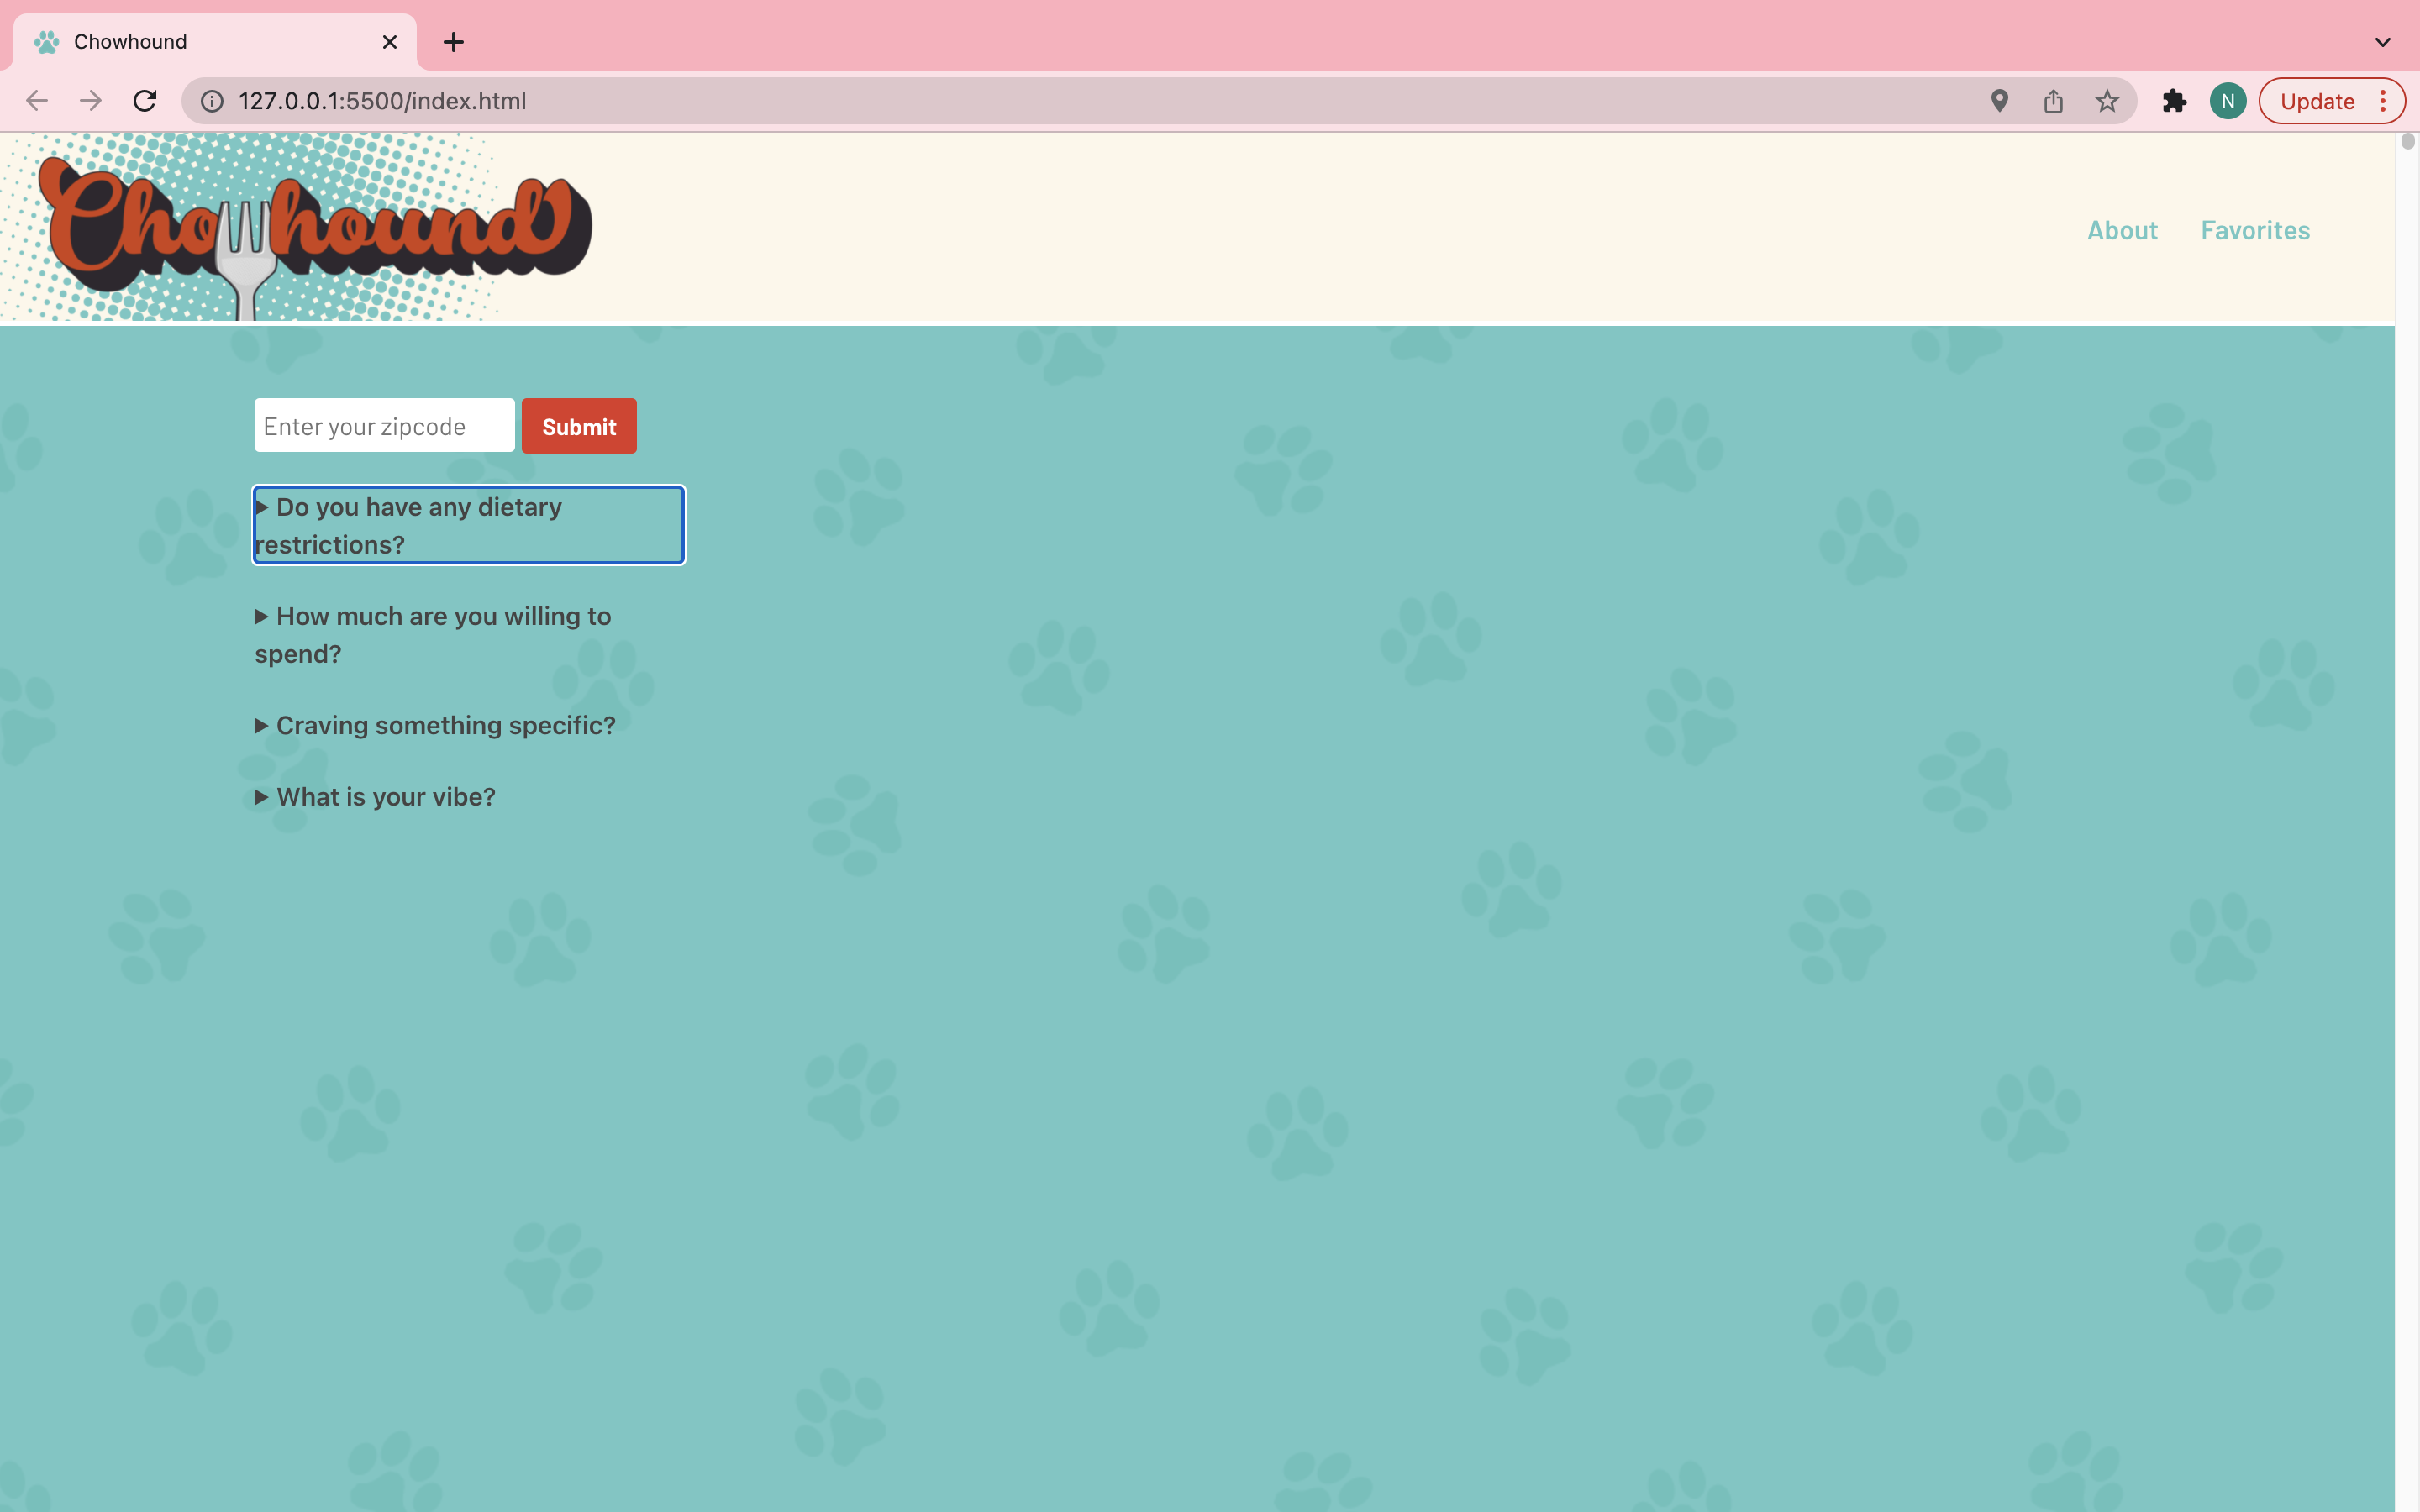 Chowhound
127.0.0.1:5500/index.html
N
Update
Chowhound
About
Favorites
Enter your zipcode
Submit
Do you have any dietary
restrictions?
How much are you willing to
spend?
Craving something specific?
What is your vibe?